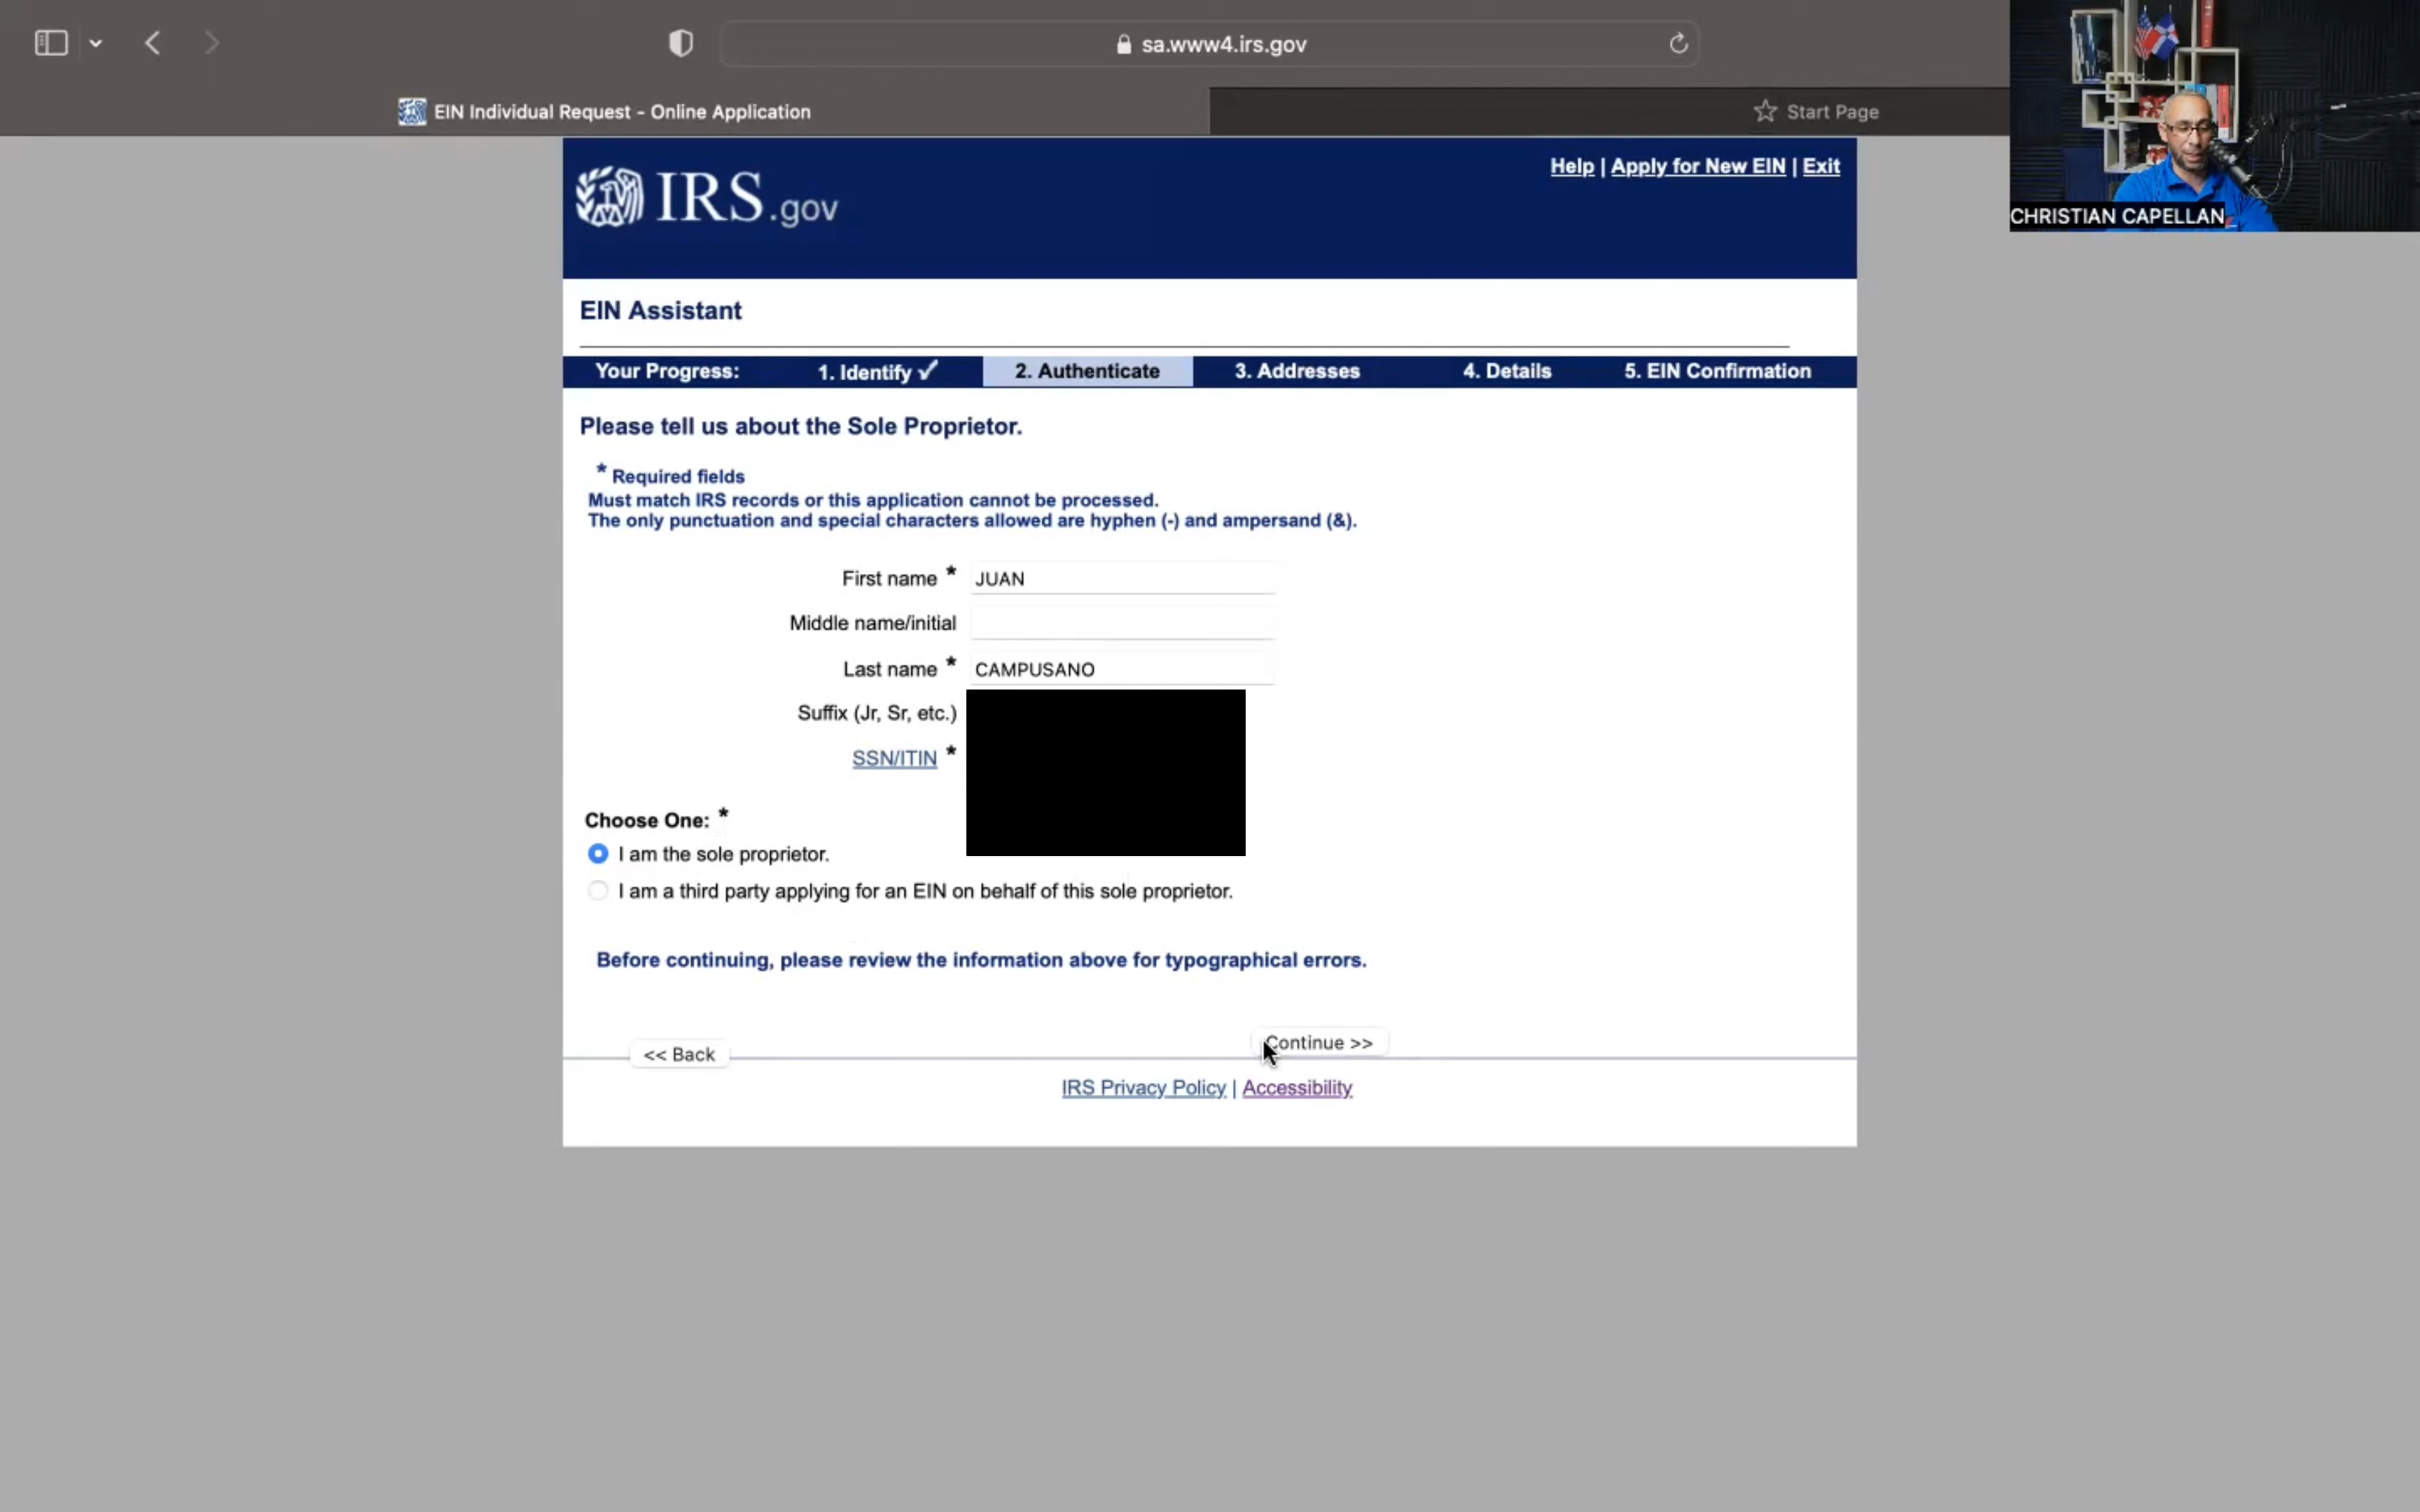 sa.www4.irs.gov
EIN Individual Request - Online Application
Start Page
CHRISTIAN CAPELLAN
IRS.gov
Help | Apply for New EIN | Exit
EIN Assistant
Your Progress: 1. Identify ✓ 2. Authenticate 3. Addresses 4. Details 5. EIN Confirmation
Please tell us about the Sole Proprietor.
* Required fields
Must match IRS records or this application cannot be processed.
The only punctuation and special characters allowed are hyphen (-) and ampersand (&).
First name * JUAN
Middle name/initial
Last name * CAMPUSANO
Suffix (Jr, Sr, etc.)
SSN/ITIN *
Choose One: *
I am the sole proprietor.
I am a third party applying for an EIN on behalf of this sole proprietor.
Before continuing, please review the information above for typographical errors.
<< Back
Continue >>
IRS Privacy Policy | Accessibility